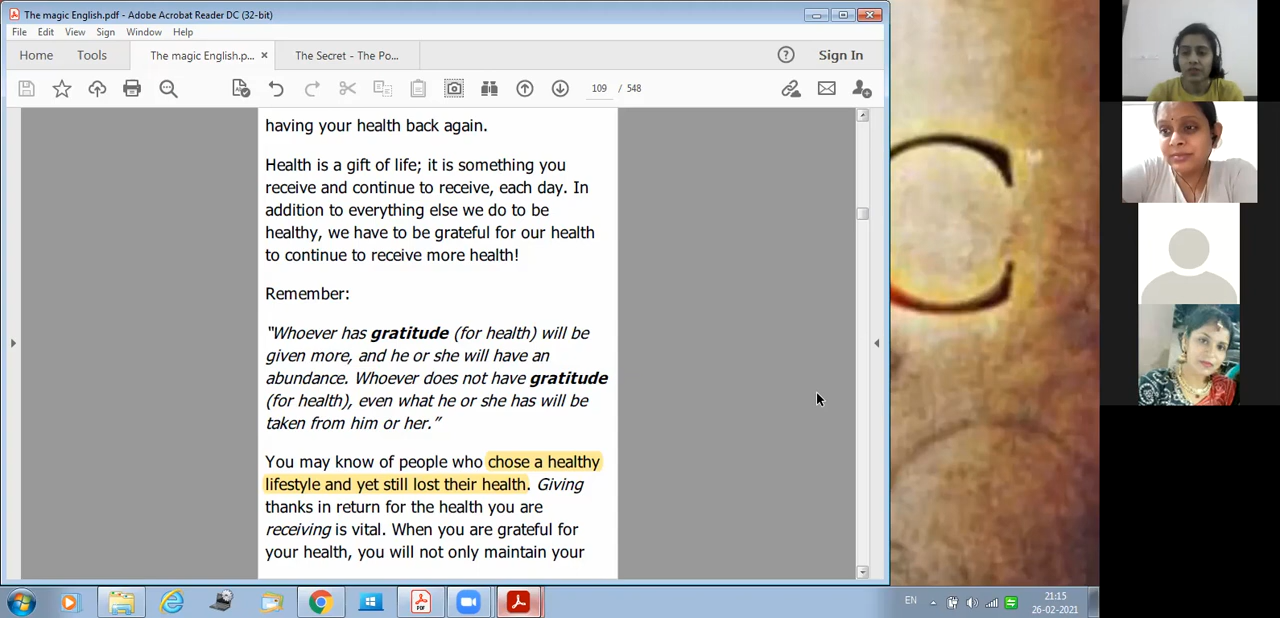 The magic English.pdf - Adobe Acrobat Reader DC (32-bit)
File Edit View Sign Window Help
Home Tools The magic English.p... × The Secret - The Po... Sign In
109 / 548
having your health back again.
Health is a gift of life; it is something you
receive and continue to receive, each day. In
addition to everything else we do to be
healthy, we have to be grateful for our health
to continue to receive more health!
Remember:
“Whoever has gratitude (for health) will be
given more, and he or she will have an
abundance. Whoever does not have gratitude
(for health), even what he or she has will be
taken from him or her.”
You may know of people who chose a healthy
lifestyle and yet still lost their health. Giving
thanks in return for the health you are
receiving is vital. When you are grateful for
your health, you will not only maintain your
C
PDF
EN
21:15
26-02-2021